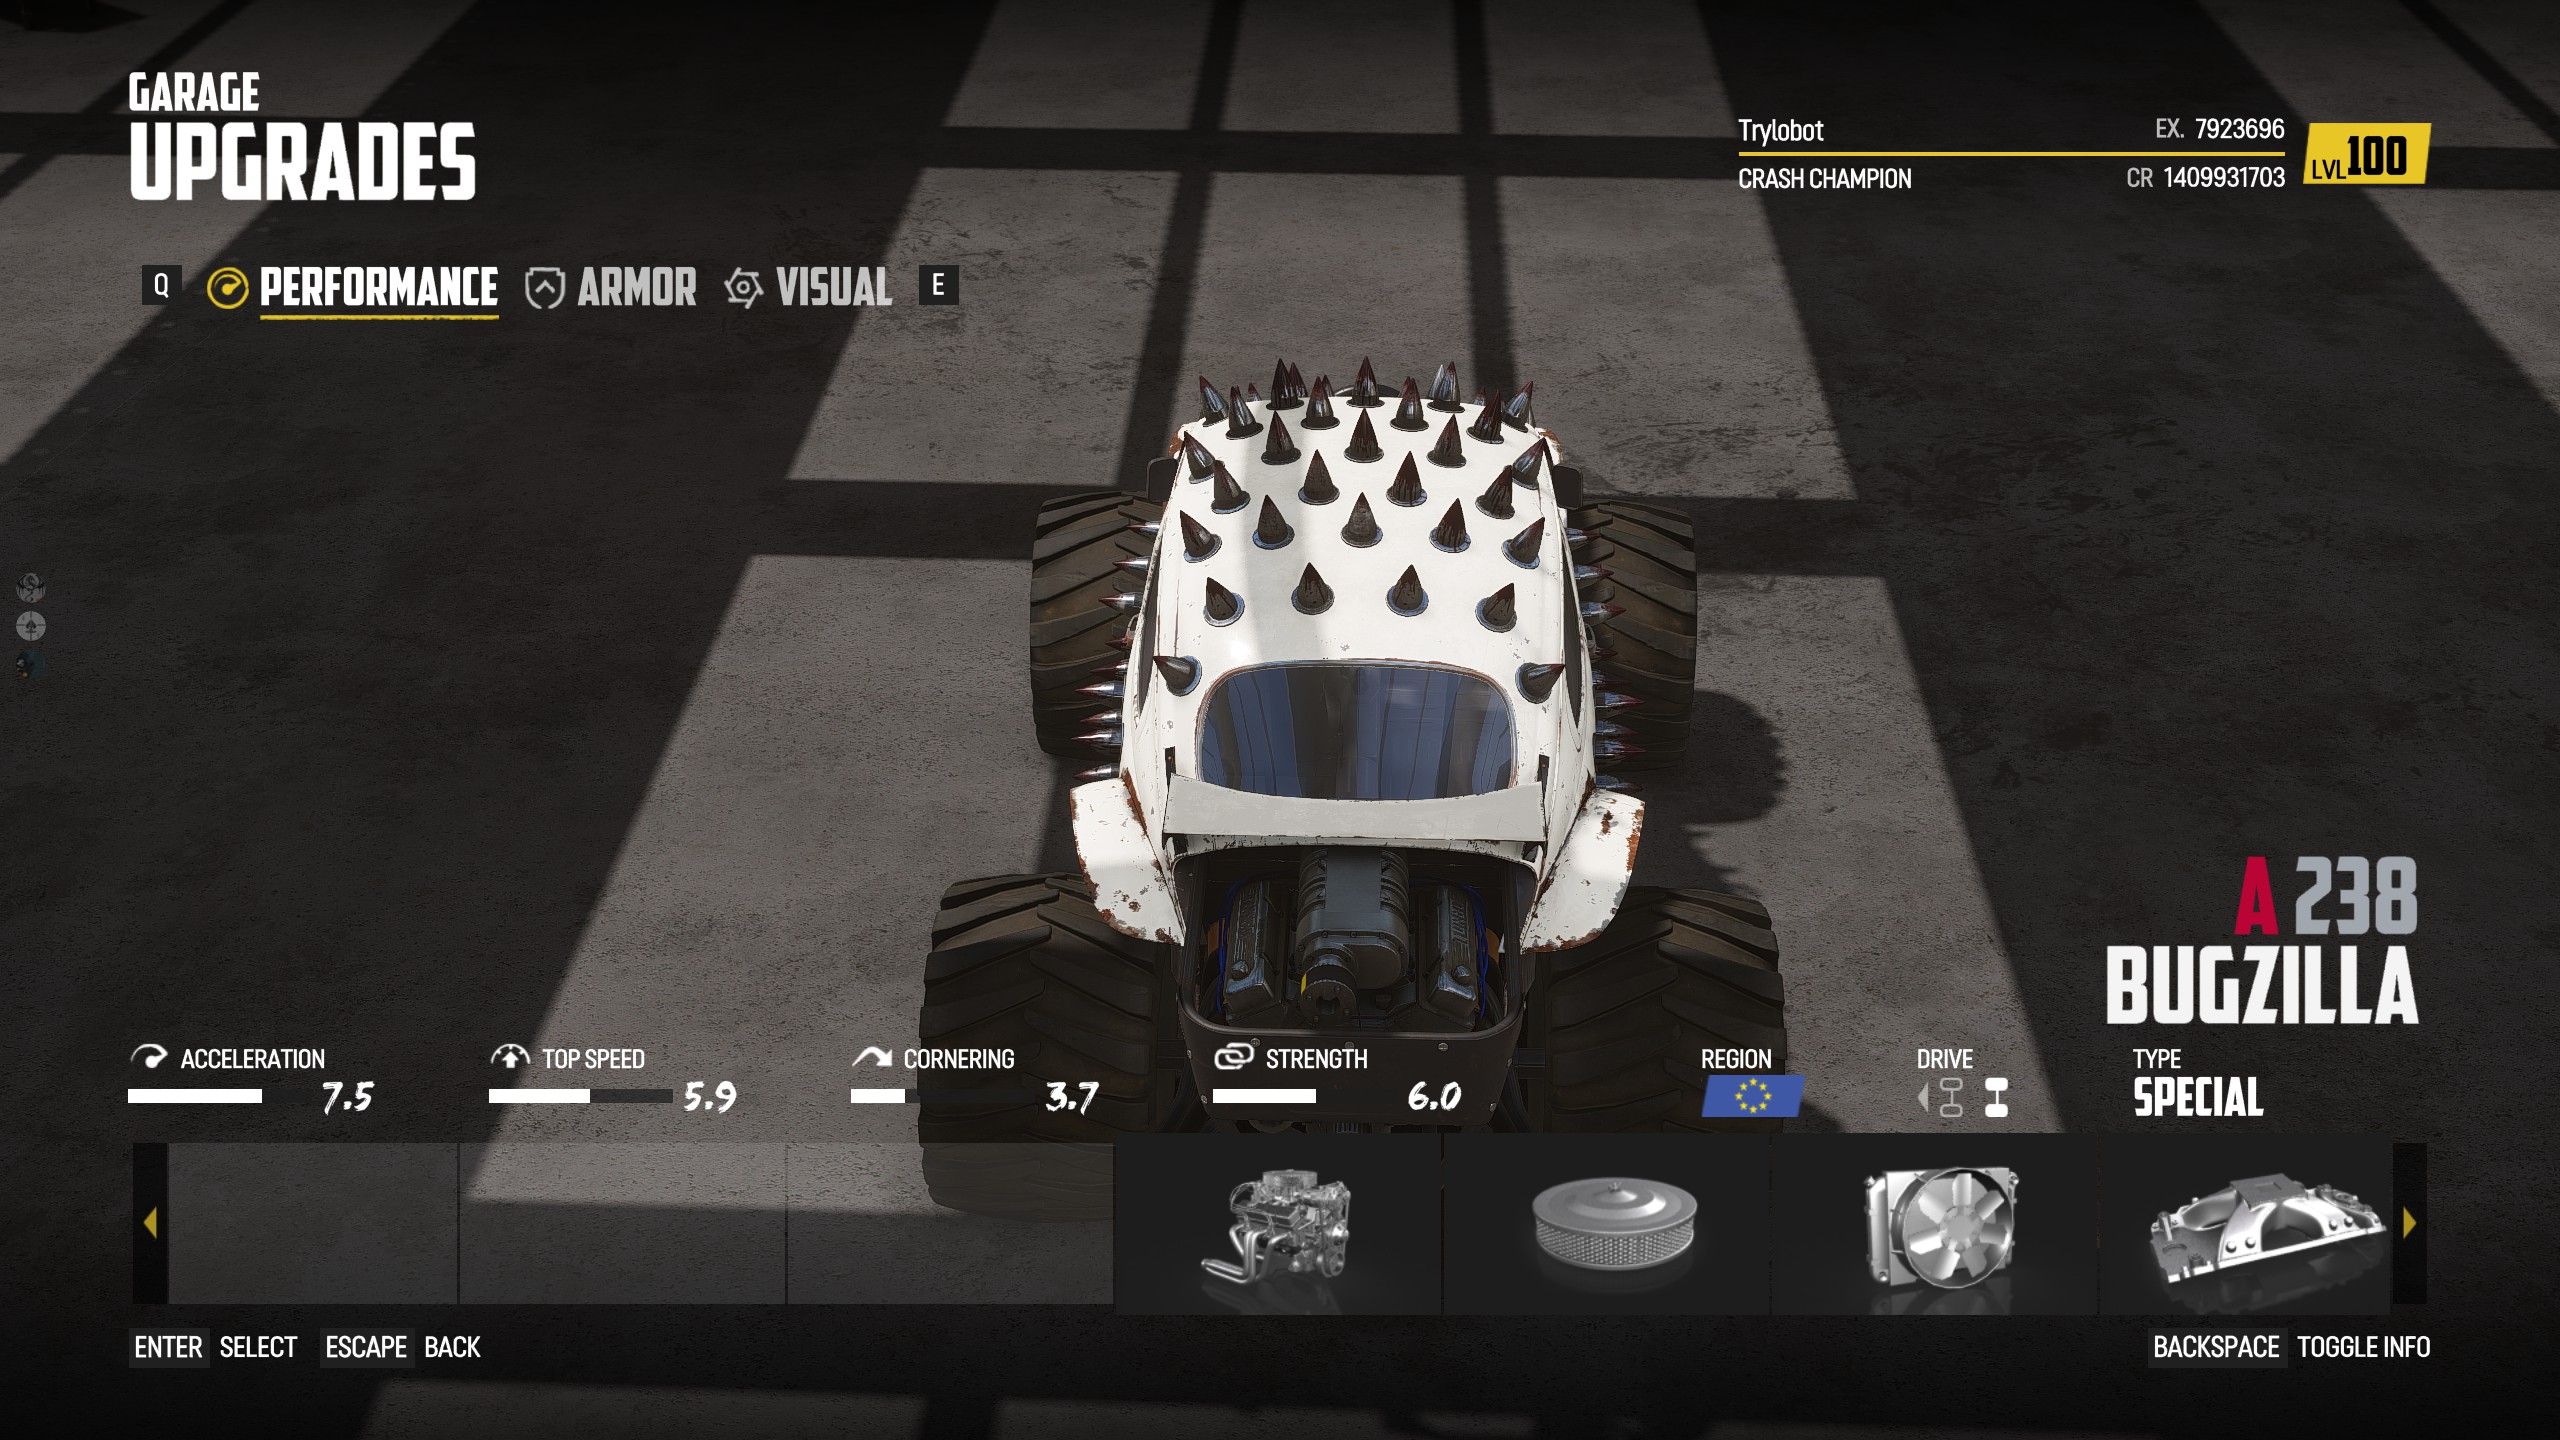 GARAGE
UPGRADES
Trylobot
EX. 7923696
CRASH CHAMPION
CR 1409931703
LVL 100
Q PERFORMANCE ARMOR VISUAL E
A 238
BUGZILLA
ACCELERATION 7.5
TOP SPEED 5.9
CORNERING 3.7
STRENGTH 6.0
REGION
DRIVE
TYPE
SPECIAL
ENTER SELECT ESCAPE BACK
BACKSPACE TOGGLE INFO